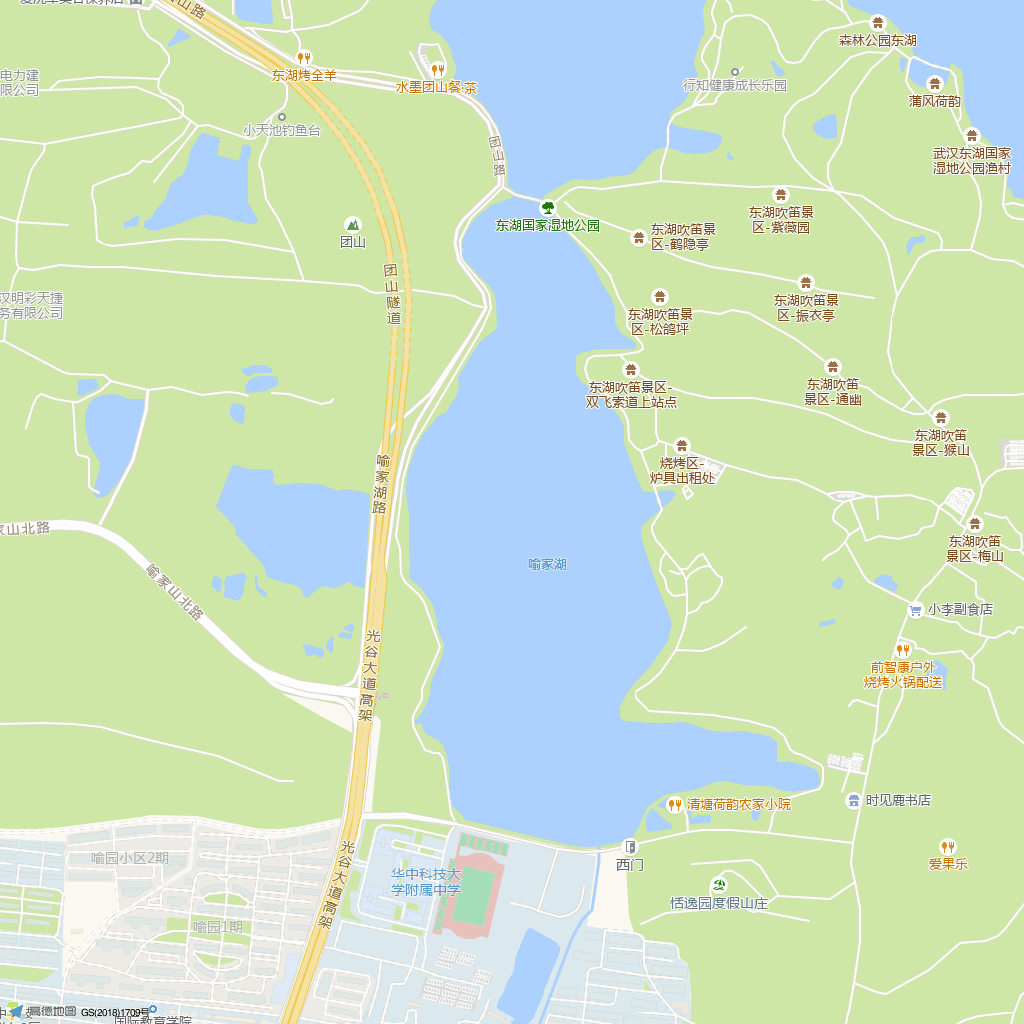 团山路
森林公园东湖
东湖烤全羊
水墨团山餐·茶
行知健康成长乐园
电力建
限公司
蒲风荷韵
小天池钓鱼台
团山路
武汉东湖国家
湿地公园渔村
东湖国家湿地公园
东湖吹笛景
区-紫薇园
东湖吹笛景
区-鹤隐亭
团山
团山隧道
汉明彩天捷
务有限公司
东湖吹笛景
区-振衣亭
东湖吹笛景
区-松鸽坪
东湖吹笛
景区-通幽
东湖吹笛景区-
双飞索道上站点
东湖吹笛
景区-猴山
烧烤区-
炉具出租处
喻家湖路
家山北路
东湖吹笛
景区-梅山
喻家湖
喻家山北路
小李副食店
光谷大道高架
前智康户外
烧烤火锅配送
清塘荷韵农家小院
时见鹿书店
光谷大道高架
喻园小区2期
华中科技大
学附属中学
西门
爱果乐
恬逸园度假山庄
喻园1期
高德地图 GS(2018)1709号
国际教育学院